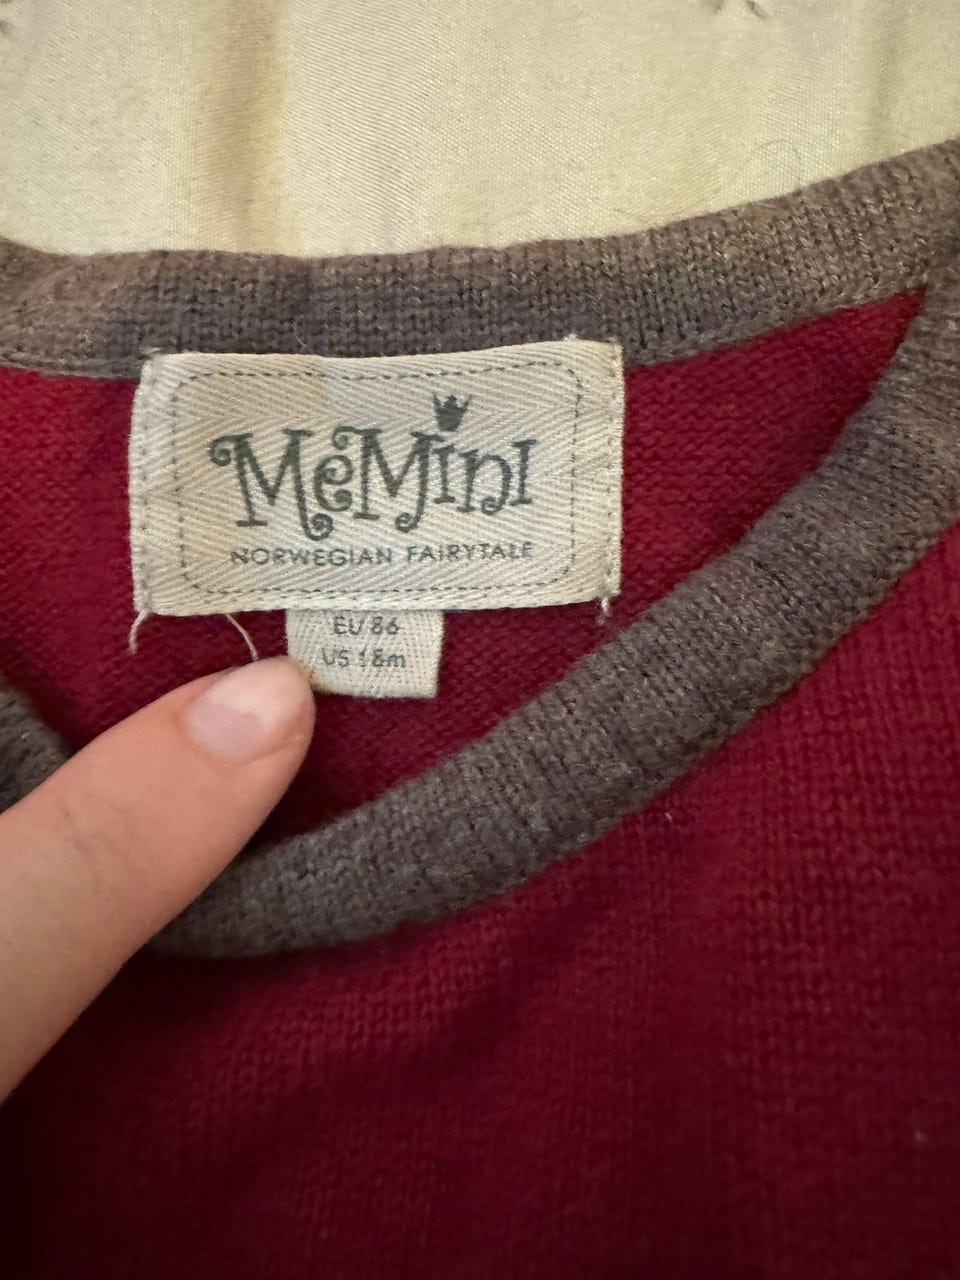 MeMini
NORWEGIAN FAIRYTALE
EU 86
US 18m